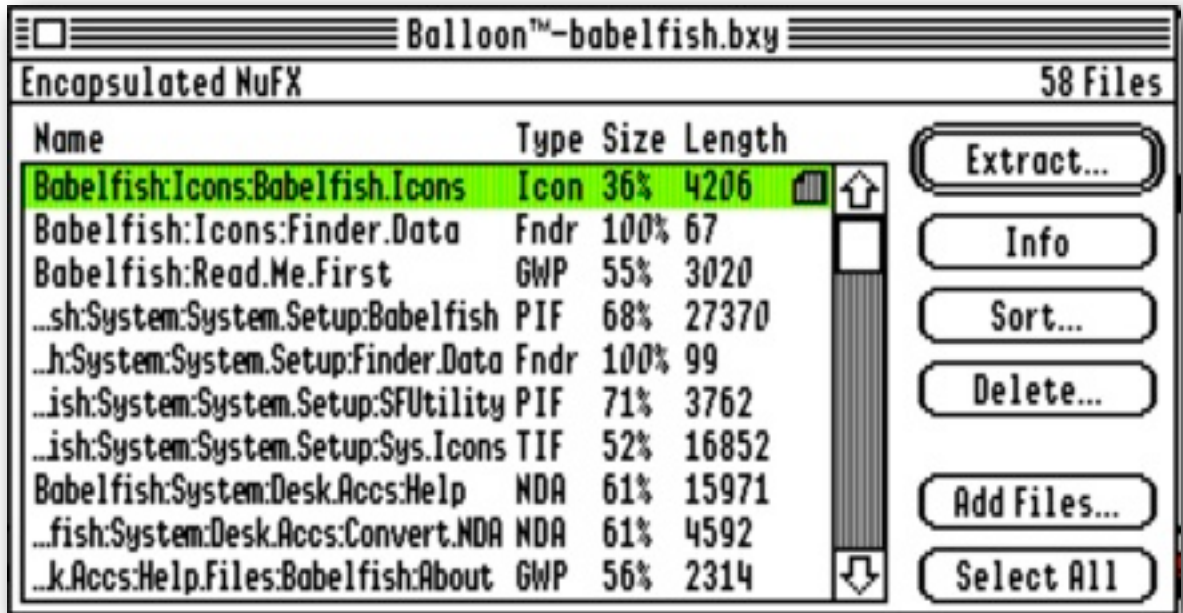 Balloon™-babelfish.bxy
Encapsulated NuFX 58 Files
Name Type Size Length
Babelfish:Icons:Babelfish.Icons Icon 36% 4206
Babelfish:Icons:Finder.Data Fndr 100% 67
Babelfish:Read.Me.First GWP 55% 3020
...sh:System:System.Setup:Babelfish PIF 68% 27370
...h:System:System.Setup:Finder.Data Fndr 100% 99
...ish:System:System.Setup:SFUtility PIF 71% 3762
...ish:System:System.Setup:Sys.Icons TIF 52% 16852
Babelfish:System:Desk.Accs:Help NDA 61% 15971
...fish:System:Desk.Accs:Convert.NDA NDA 61% 4592
...k.Accs:Help.Files:Babelfish:About GWP 56% 2314
Extract...
Info
Sort...
Delete...
Add Files...
Select All